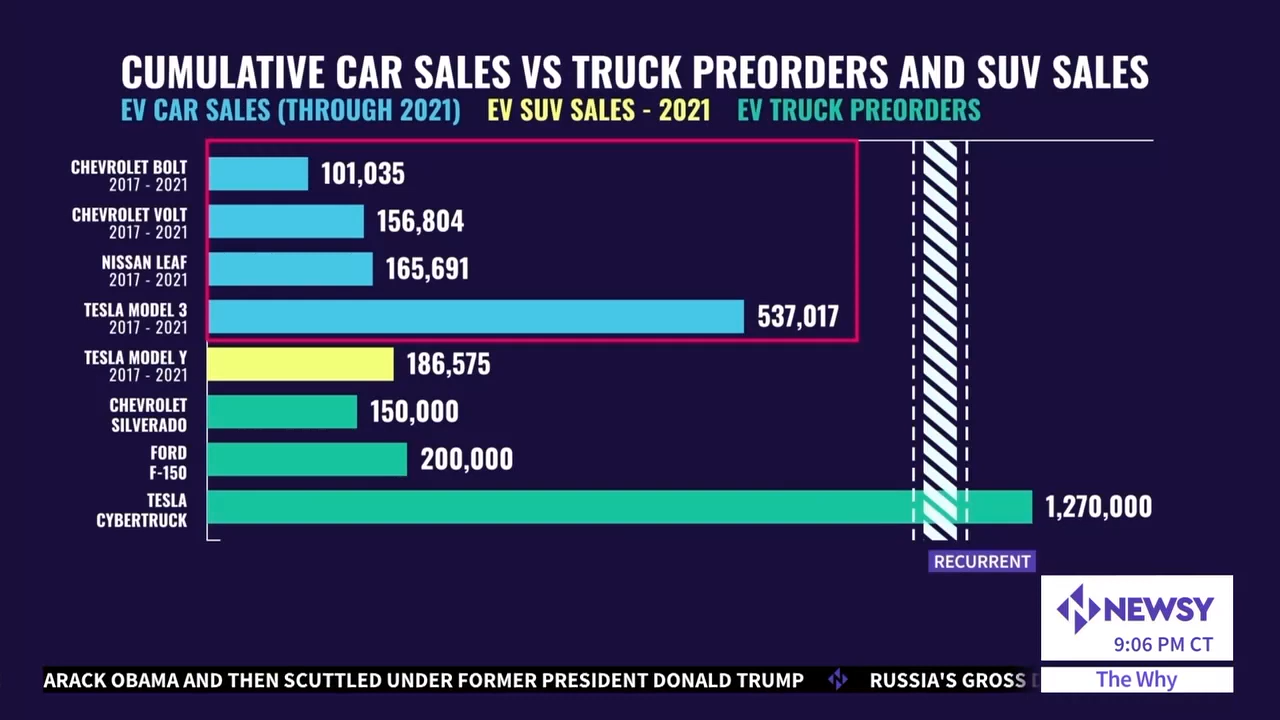 CUMULATIVE CAR SALES VS TRUCK PREORDERS AND SUV SALES
EV CAR SALES (THROUGH 2021) EV SUV SALES - 2021 EV TRUCK PREORDERS
CHEVROLET BOLT
2017 - 2021
101,035
CHEVROLET VOLT
2017 - 2021
156,804
NISSAN LEAF
2017 - 2021
165,691
TESLA MODEL 3
2017 - 2021
537,017
TESLA MODEL Y
2017 - 2021
186,575
CHEVROLET
SILVERADO
150,000
FORD
F-150
200,000
TESLA
CYBERTRUCK
1,270,000
RECURRENT
NEWSY
9:06 PM CT
The Why
ARACK OBAMA AND THEN SCUTTLED UNDER FORMER PRESIDENT DONALD TRUMP RUSSIA'S GROSS